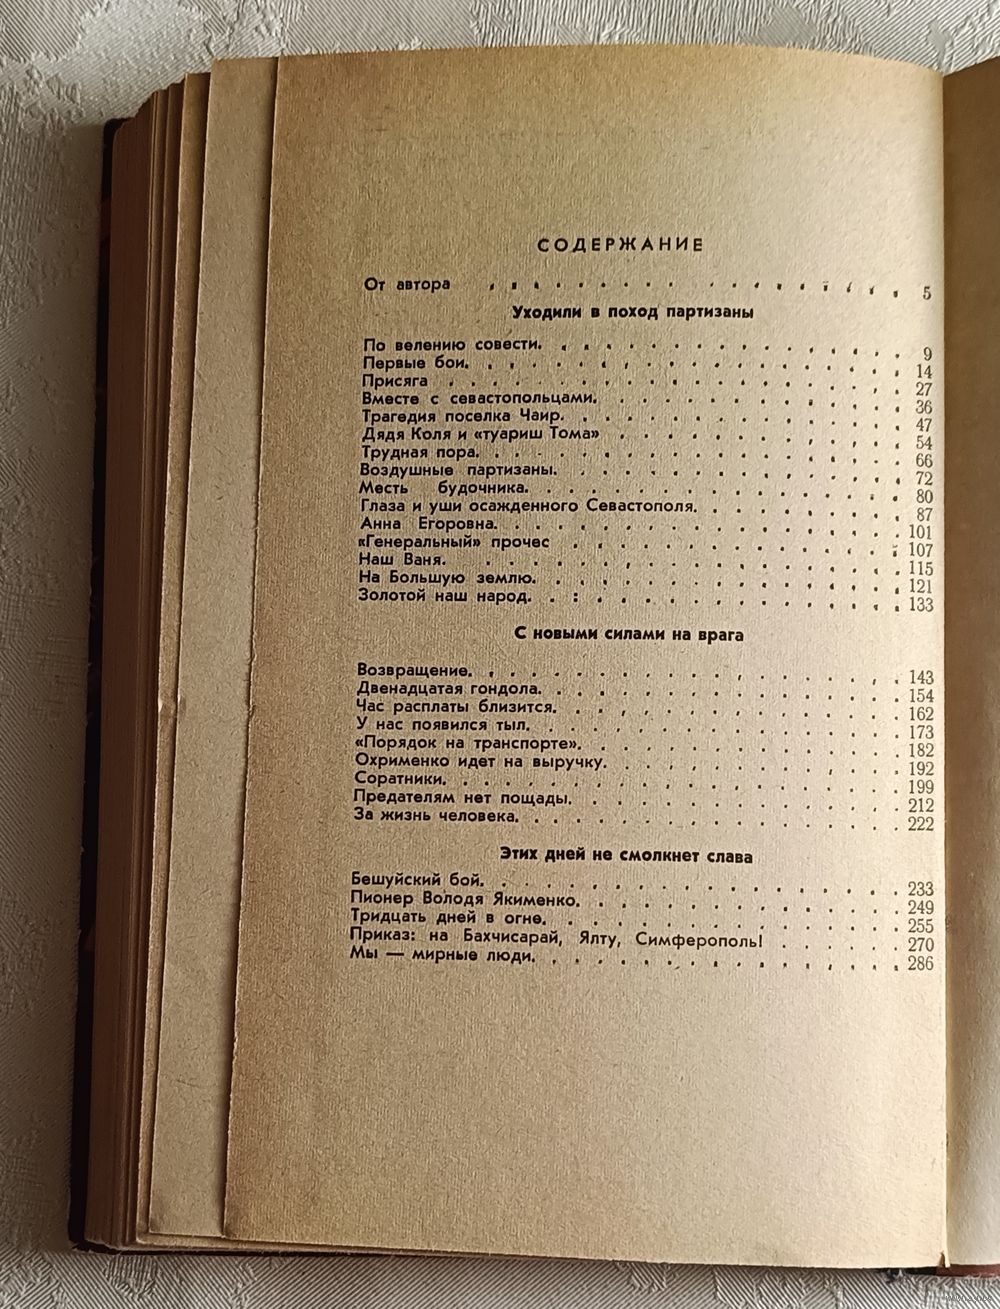 СОДЕРЖАНИЕ
От автора . . . . . . . . . . . . . . . . 5
Уходили в поход партизаны
По велению совести. . . . . . . . . . . . . . . . 9
Первые бои. . . . . . . . . . . . . . . . 14
Присяга . . . . . . . . . . . . . . . . 27
Вместе с севастопольцами. . . . . . . . . . . . . 36
Трагедия поселка Чаир. . . . . . . . . . . . . . 47
Дядя Коля и «туариш Тома» . . . . . . . . . . . . 54
Трудная пора. . . . . . . . . . . . . . . . 66
Воздушные партизаны. . . . . . . . . . . . . . . 72
Месть будочника. . . . . . . . . . . . . . . . 80
Глаза и уши осажденного Севастополя. . . . . . . . . 87
Анна Егоровна. . . . . . . . . . . . . . . . 101
«Генеральный» прочес . . . . . . . . . . . . . . 107
Наш Ваня. . . . . . . . . . . . . . . . 115
На Большую землю. . . . . . . . . . . . . . . . 121
Золотой наш народ. . : . . . . . . . . . . . . . 133
С новыми силами на врага
Возвращение. . . . . . . . . . . . . . . . 143
Двенадцатая гондола. . . . . . . . . . . . . . . 154
Час расплаты близится. . . . . . . . . . . . . . 162
У нас появился тыл. . . . . . . . . . . . . . . 173
«Порядок на транспорте». . . . . . . . . . . . . 182
Охрименко идет на выручку. . . . . . . . . . . . 192
Соратники. . . . . . . . . . . . . . . . 199
Предателям нет пощады. . . . . . . . . . . . . . 212
За жизнь человека. . . . . . . . . . . . . . . . 222
Этих дней не смолкнет слава
Бешуйский бой. . . . . . . . . . . . . . . . 233
Пионер Володя Якименко. . . . . . . . . . . . . . 249
Тридцать дней в огне. . . . . . . . . . . . . . 255
Приказ: на Бахчисарай, Ялту, Симферополь! . . . . . . 270
Мы — мирные люди. . . . . . . . . . . . . . . . 286